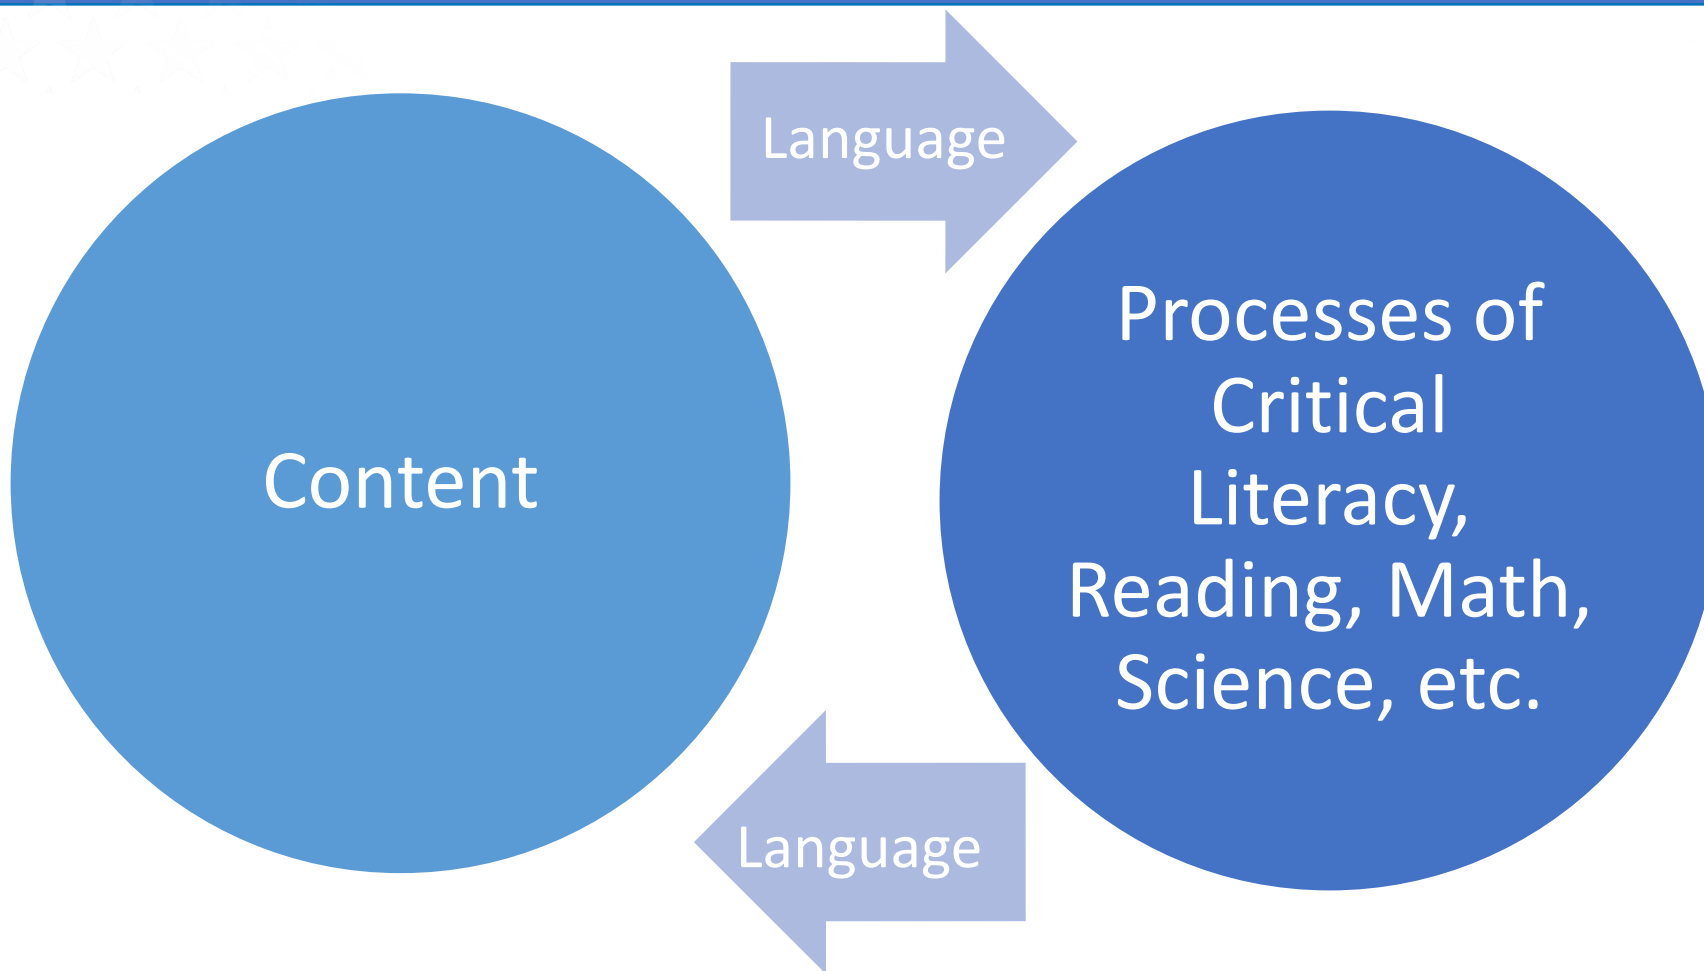 Language
Content
Processes of
Critical
Literacy,
Reading, Math,
Science, etc.
Language